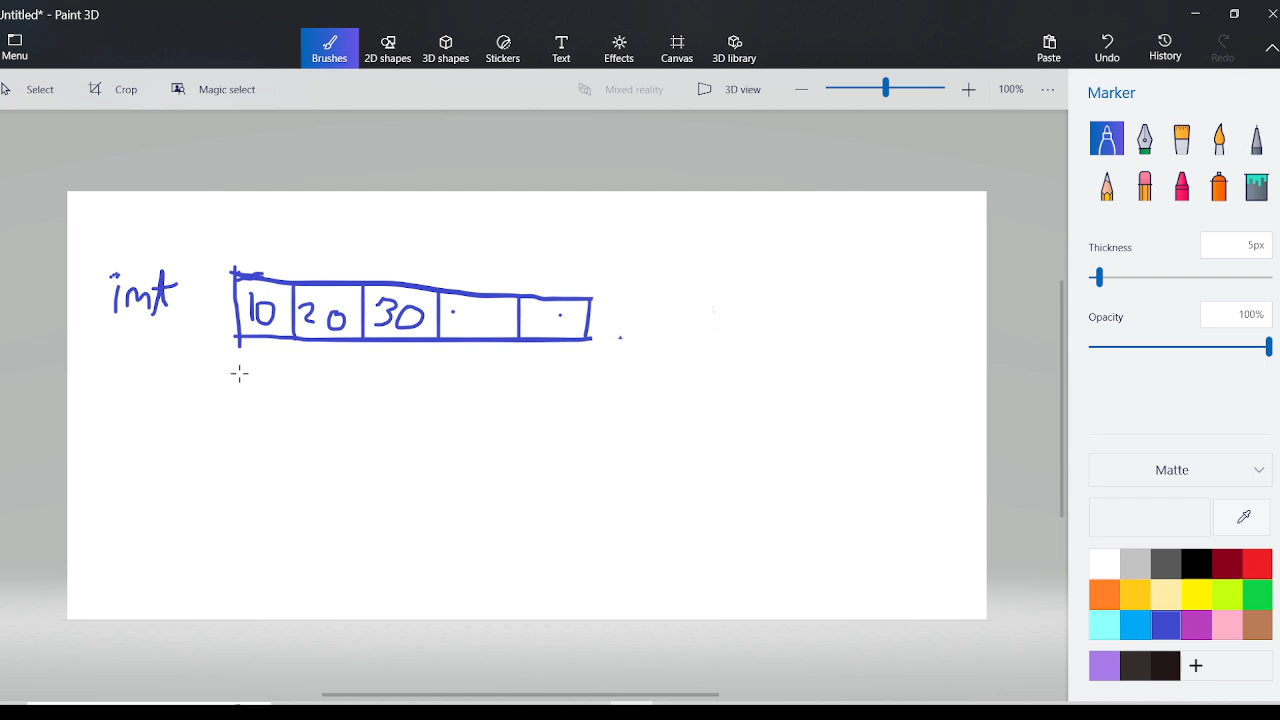 Untitled* - Paint 3D
Menu
Brushes
2D shapes
3D shapes
Stickers
Text
Effects
Canvas
3D library
Paste
Undo
History
Redo
Select
Crop
Magic select
Mixed reality
3D view
100%
Marker
Thickness
5px
Opacity
100%
Matte
int
10 20 30 . . .